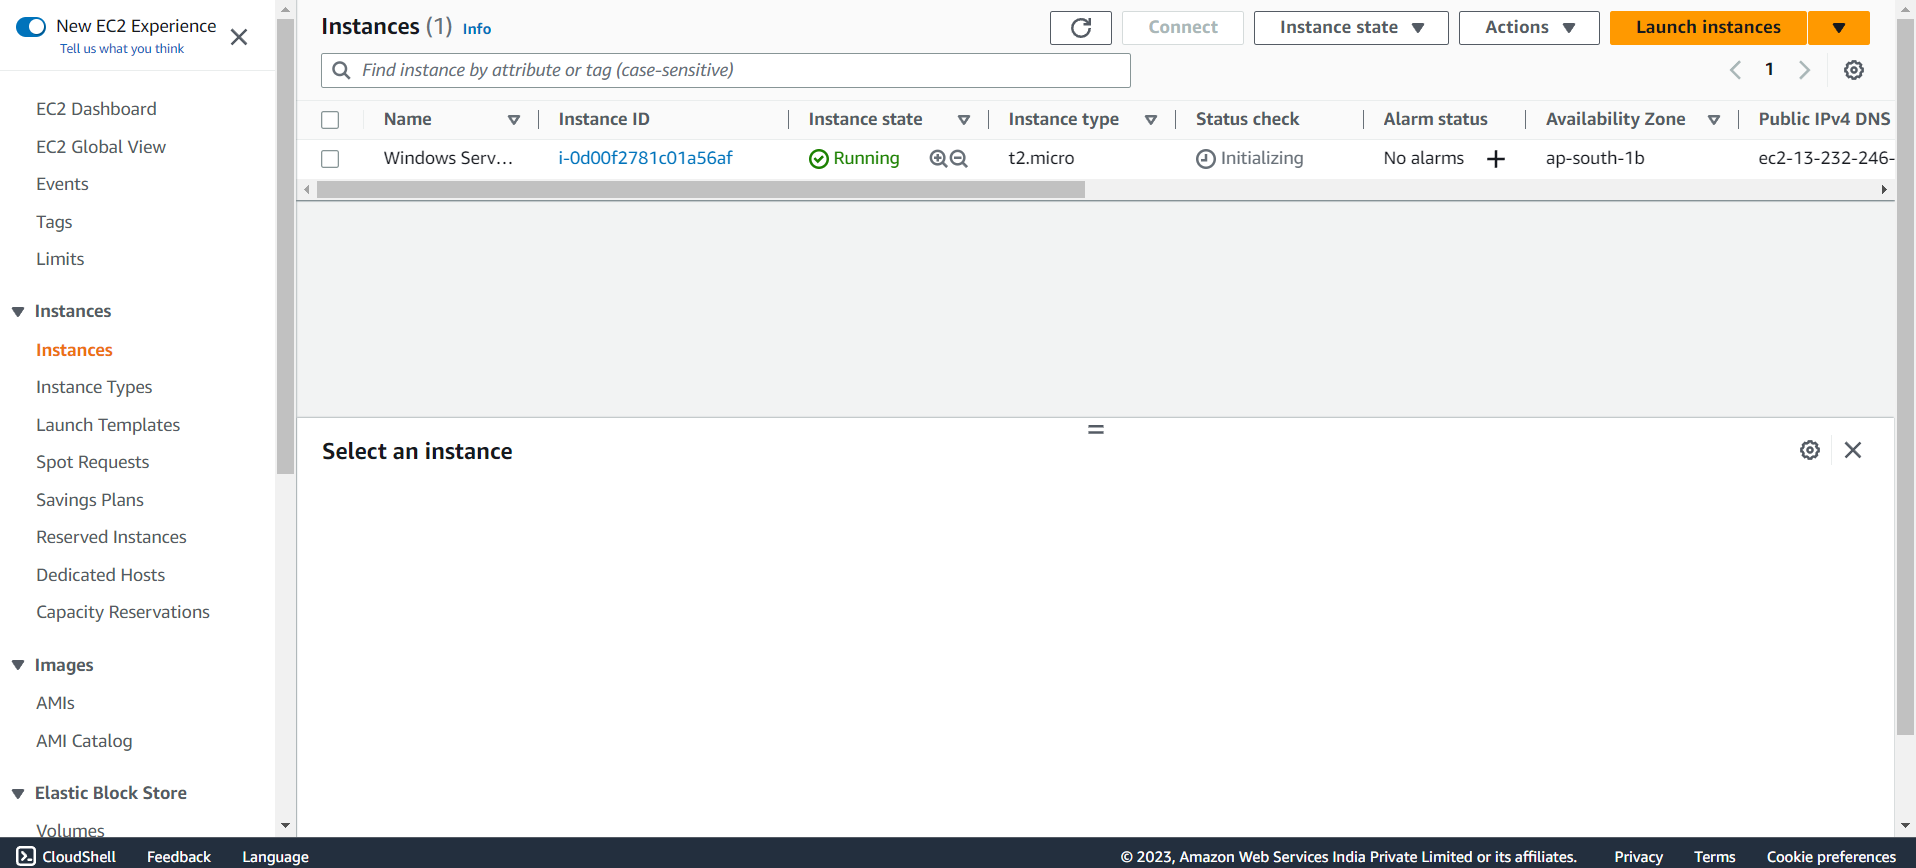 New EC2 Experience
Tell us what you think
EC2 Dashboard
EC2 Global View
Events
Tags
Limits
Instances
Instances
Instance Types
Launch Templates
Spot Requests
Savings Plans
Reserved Instances
Dedicated Hosts
Capacity Reservations
Images
AMIs
AMI Catalog
Elastic Block Store
Volumes
Instances (1) Info
Connect
Instance state
Actions
Launch instances
Find instance by attribute or tag (case-sensitive)
1
Name Instance ID Instance state Instance type Status check Alarm status Availability Zone Public IPv4 DNS
Windows Serv... i-0d00f2781c01a56af Running t2.micro Initializing No alarms + ap-south-1b ec2-13-232-246-
Select an instance
CloudShell Feedback Language © 2023, Amazon Web Services India Private Limited or its affiliates. Privacy Terms Cookie preferences